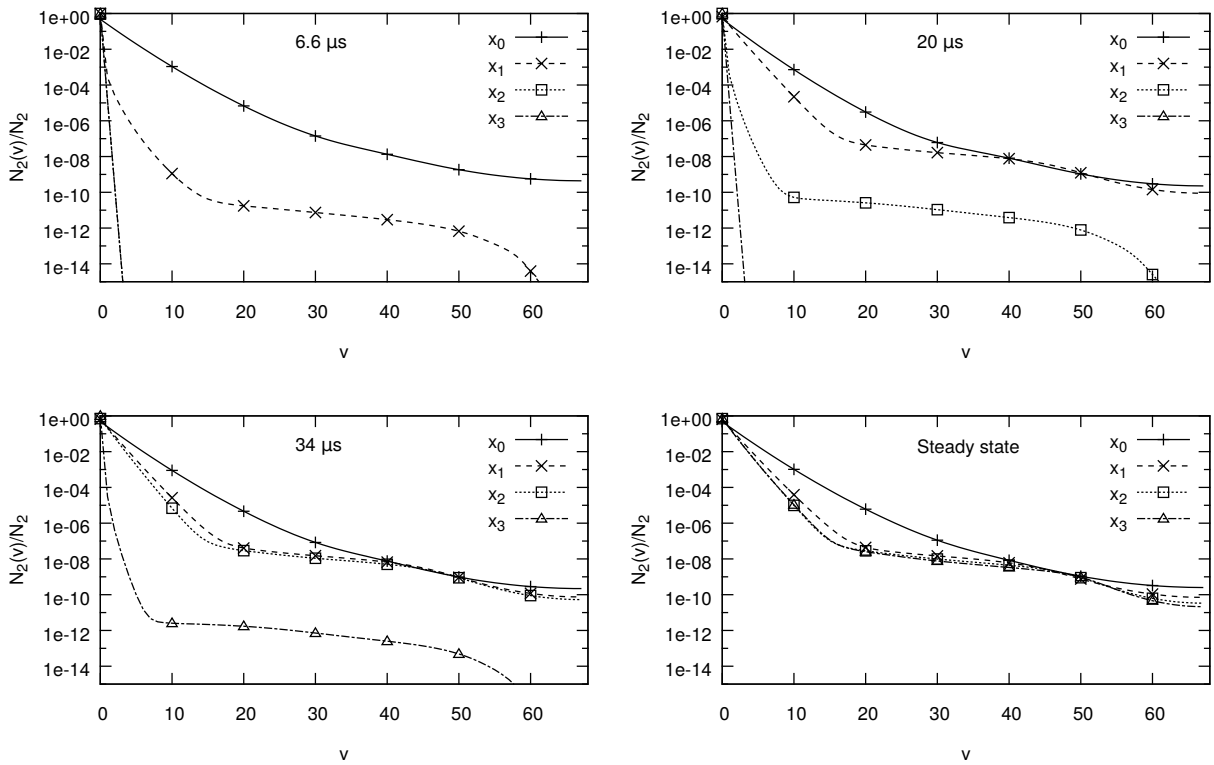 6.6 µs
x0
x1
x2
x3
N2(v)/N2
1e+00
1e-02
1e-04
1e-06
1e-08
1e-10
1e-12
1e-14
0 10 20 30 40 50 60
v
20 µs
x0
x1
x2
x3
N2(v)/N2
1e+00
1e-02
1e-04
1e-06
1e-08
1e-10
1e-12
1e-14
0 10 20 30 40 50 60
v
34 µs
x0
x1
x2
x3
N2(v)/N2
1e+00
1e-02
1e-04
1e-06
1e-08
1e-10
1e-12
1e-14
0 10 20 30 40 50 60
v
Steady state
x0
x1
x2
x3
N2(v)/N2
1e+00
1e-02
1e-04
1e-06
1e-08
1e-10
1e-12
1e-14
0 10 20 30 40 50 60
v